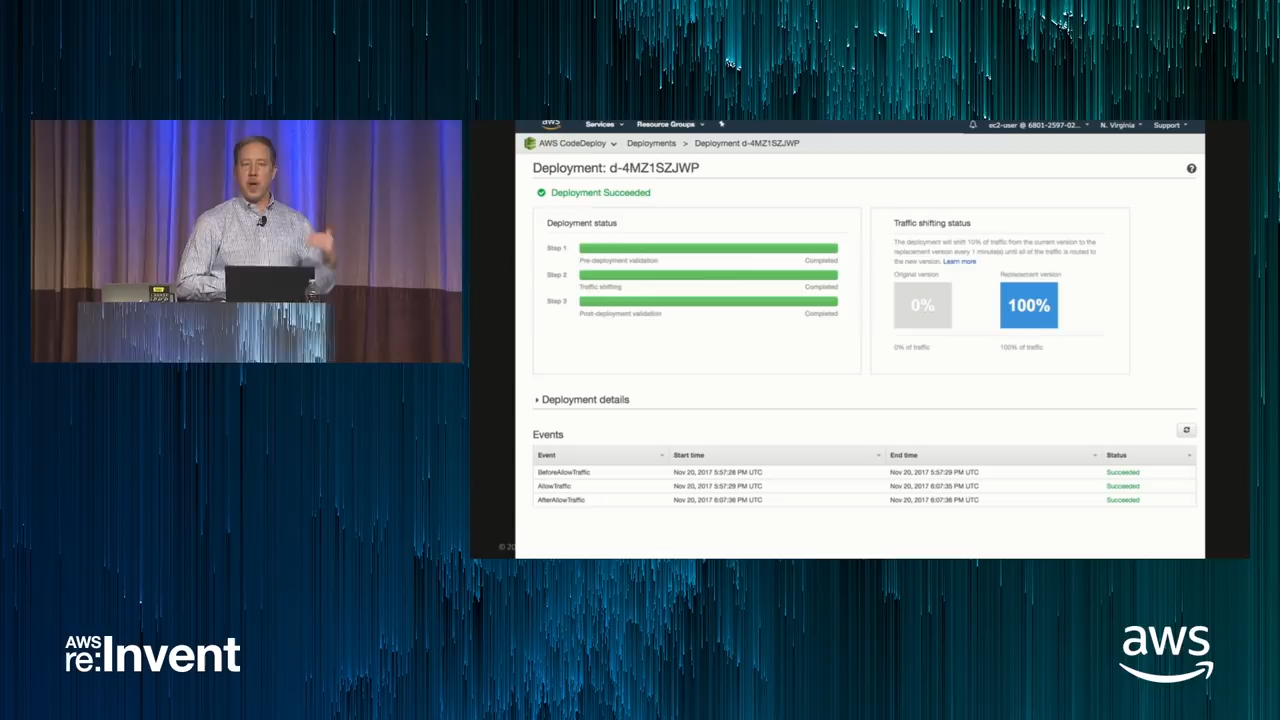 aws
Services
Resource Groups
ec2-user @ 6801-2597-02...
N. Virginia
Support
AWS CodeDeploy
Deployments > Deployment d-4MZ1SZJWP
Deployment: d-4MZ1SZJWP
Deployment Succeeded
Deployment status
Step 1
Pre-deployment validation
Completed
Step 2
Traffic shifting
Completed
Step 3
Post-deployment validation
Completed
Traffic shifting status
The deployment will shift 10% of traffic from the current version to the
replacement version every 1 minute(s) until all of the traffic is routed to
the new version. Learn more
Original version
Replacement version
0%
100%
0% of traffic
100% of traffic
Deployment details
Events
Event Start time End time Status
BeforeAllowTraffic Nov 20, 2017 5:57:28 PM UTC Nov 20, 2017 5:57:29 PM UTC Succeeded
AllowTraffic Nov 20, 2017 5:57:29 PM UTC Nov 20, 2017 6:07:35 PM UTC Succeeded
AfterAllowTraffic Nov 20, 2017 6:07:36 PM UTC Nov 20, 2017 6:07:36 PM UTC Succeeded
© 20
AWS
re:Invent
aws